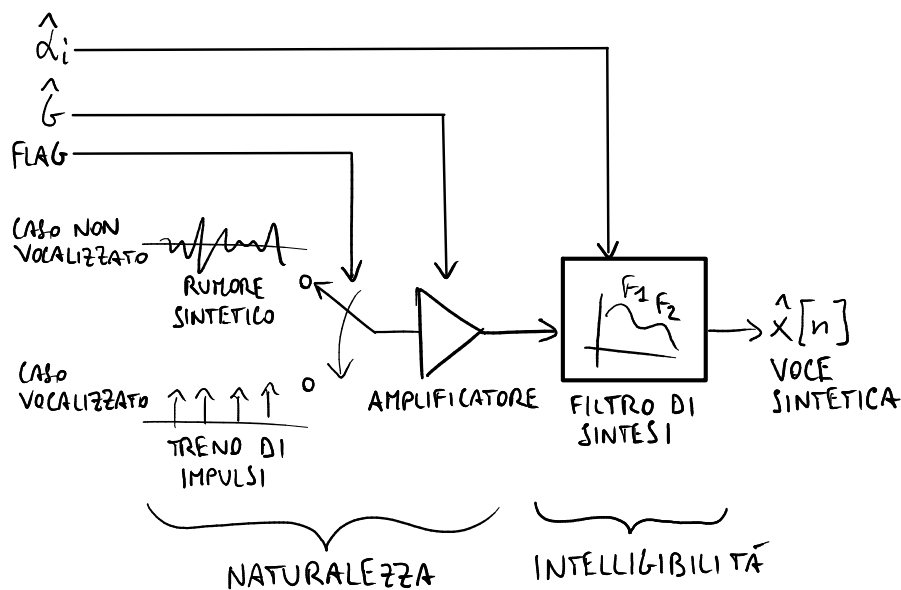 α̂i
Ĝ
FLAG
CASO NON
VOCALIZZATO
RUMORE
SINTETICO
CASO
VOCALIZZATO
TRENO DI
IMPULSI
AMPLIFICATORE
F1
F2
FILTRO DI
SINTESI
x̂[n]
VOCE
SINTETICA
NATURALEZZA
INTELLIGIBILITÁ